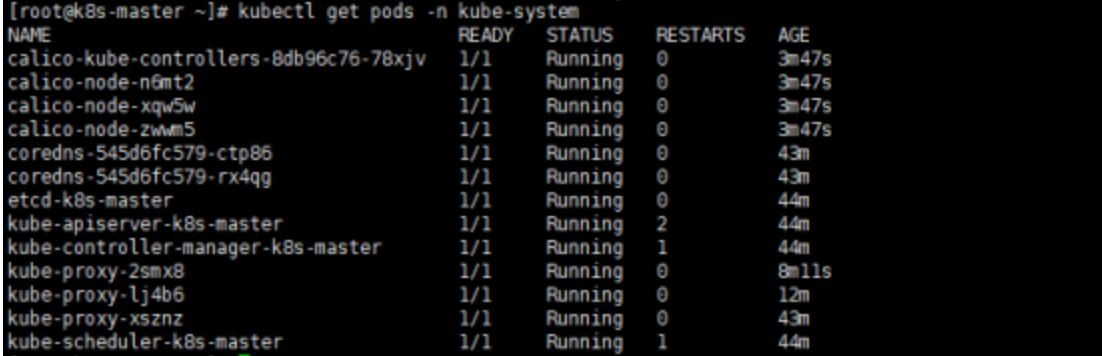 [root@k8s-master ~]# kubectl get pods -n kube-system
NAME READY STATUS RESTARTS AGE
calico-kube-controllers-8db96c76-78xjv 1/1 Running 0 3m47s
calico-node-n6mt2 1/1 Running 0 3m47s
calico-node-xqw5w 1/1 Running 0 3m47s
calico-node-zwwm5 1/1 Running 0 3m47s
coredns-545d6fc579-ctp86 1/1 Running 0 43m
coredns-545d6fc579-rx4qg 1/1 Running 0 43m
etcd-k8s-master 1/1 Running 0 44m
kube-apiserver-k8s-master 1/1 Running 2 44m
kube-controller-manager-k8s-master 1/1 Running 1 44m
kube-proxy-2smx8 1/1 Running 0 8m11s
kube-proxy-lj4b6 1/1 Running 0 12m
kube-proxy-xsznz 1/1 Running 0 43m
kube-scheduler-k8s-master 1/1 Running 1 44m